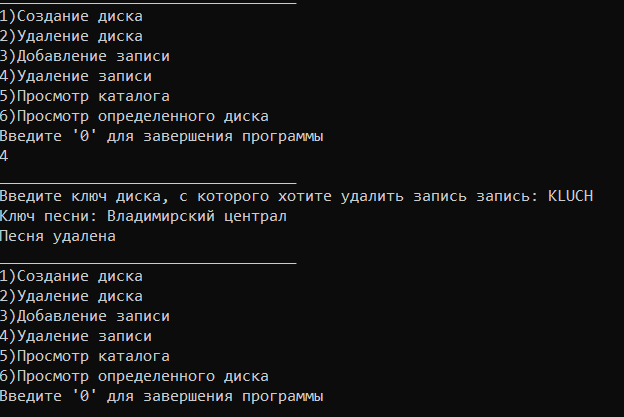 1)Создание диска
2)Удаление диска
3)Добавление записи
4)Удаление записи
5)Просмотр каталога
6)Просмотр определенного диска
Введите '0' для завершения программы
4
Введите ключ диска, с которого хотите удалить запись запись: KLUCH
Ключ песни: Владимирский централ
Песня удалена
1)Создание диска
2)Удаление диска
3)Добавление записи
4)Удаление записи
5)Просмотр каталога
6)Просмотр определенного диска
Введите '0' для завершения программы